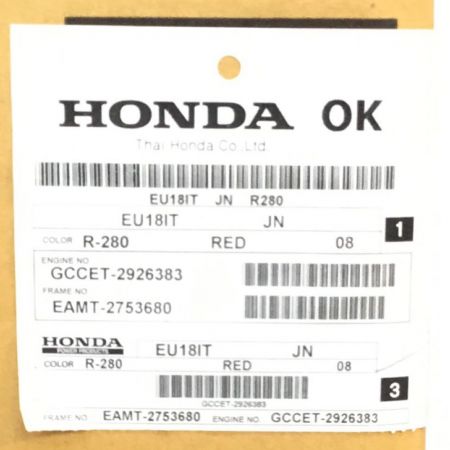 HONDA OK
Thai Honda Co.,Ltd.
EU18IT JN R280
EU18IT JN
COLOR R-280 RED 08
1
ENGINE NO.
GCCET-2926383
FRAME NO.
EAMT-2753680
HONDA EU18IT JN
POWER PRODUCTS
COLOR R-280 RED 08
GCCET-2926383
3
FRAME NO. EAMT-2753680 ENGINE NO. GCCET-2926383